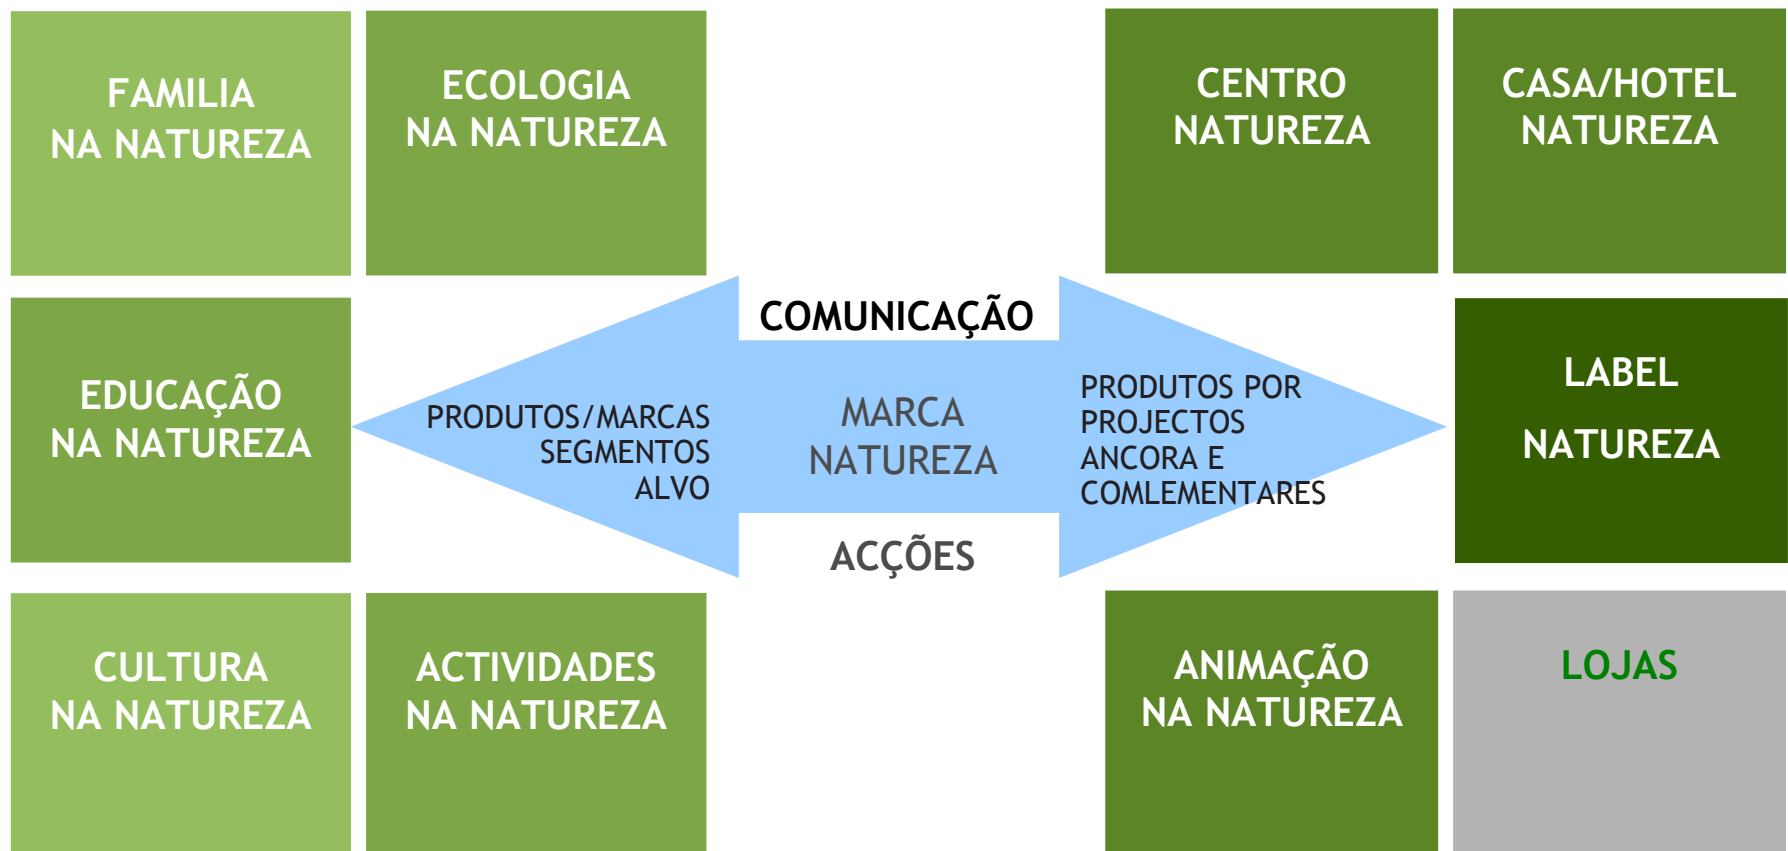 FAMILIA
NA NATUREZA
ECOLOGIA
NA NATUREZA
CENTRO
NATUREZA
CASA/HOTEL
NATUREZA
EDUCAÇÃO
NA NATUREZA
PRODUTOS/MARCAS
SEGMENTOS
ALVO
COMUNICAÇÃO
MARCA
NATUREZA
ACÇÕES
PRODUTOS POR
PROJECTOS
ANCORA E
COMLEMENTARES
LABEL
NATUREZA
CULTURA
NA NATUREZA
ACTIVIDADES
NA NATUREZA
ANIMAÇÃO
NA NATUREZA
LOJAS